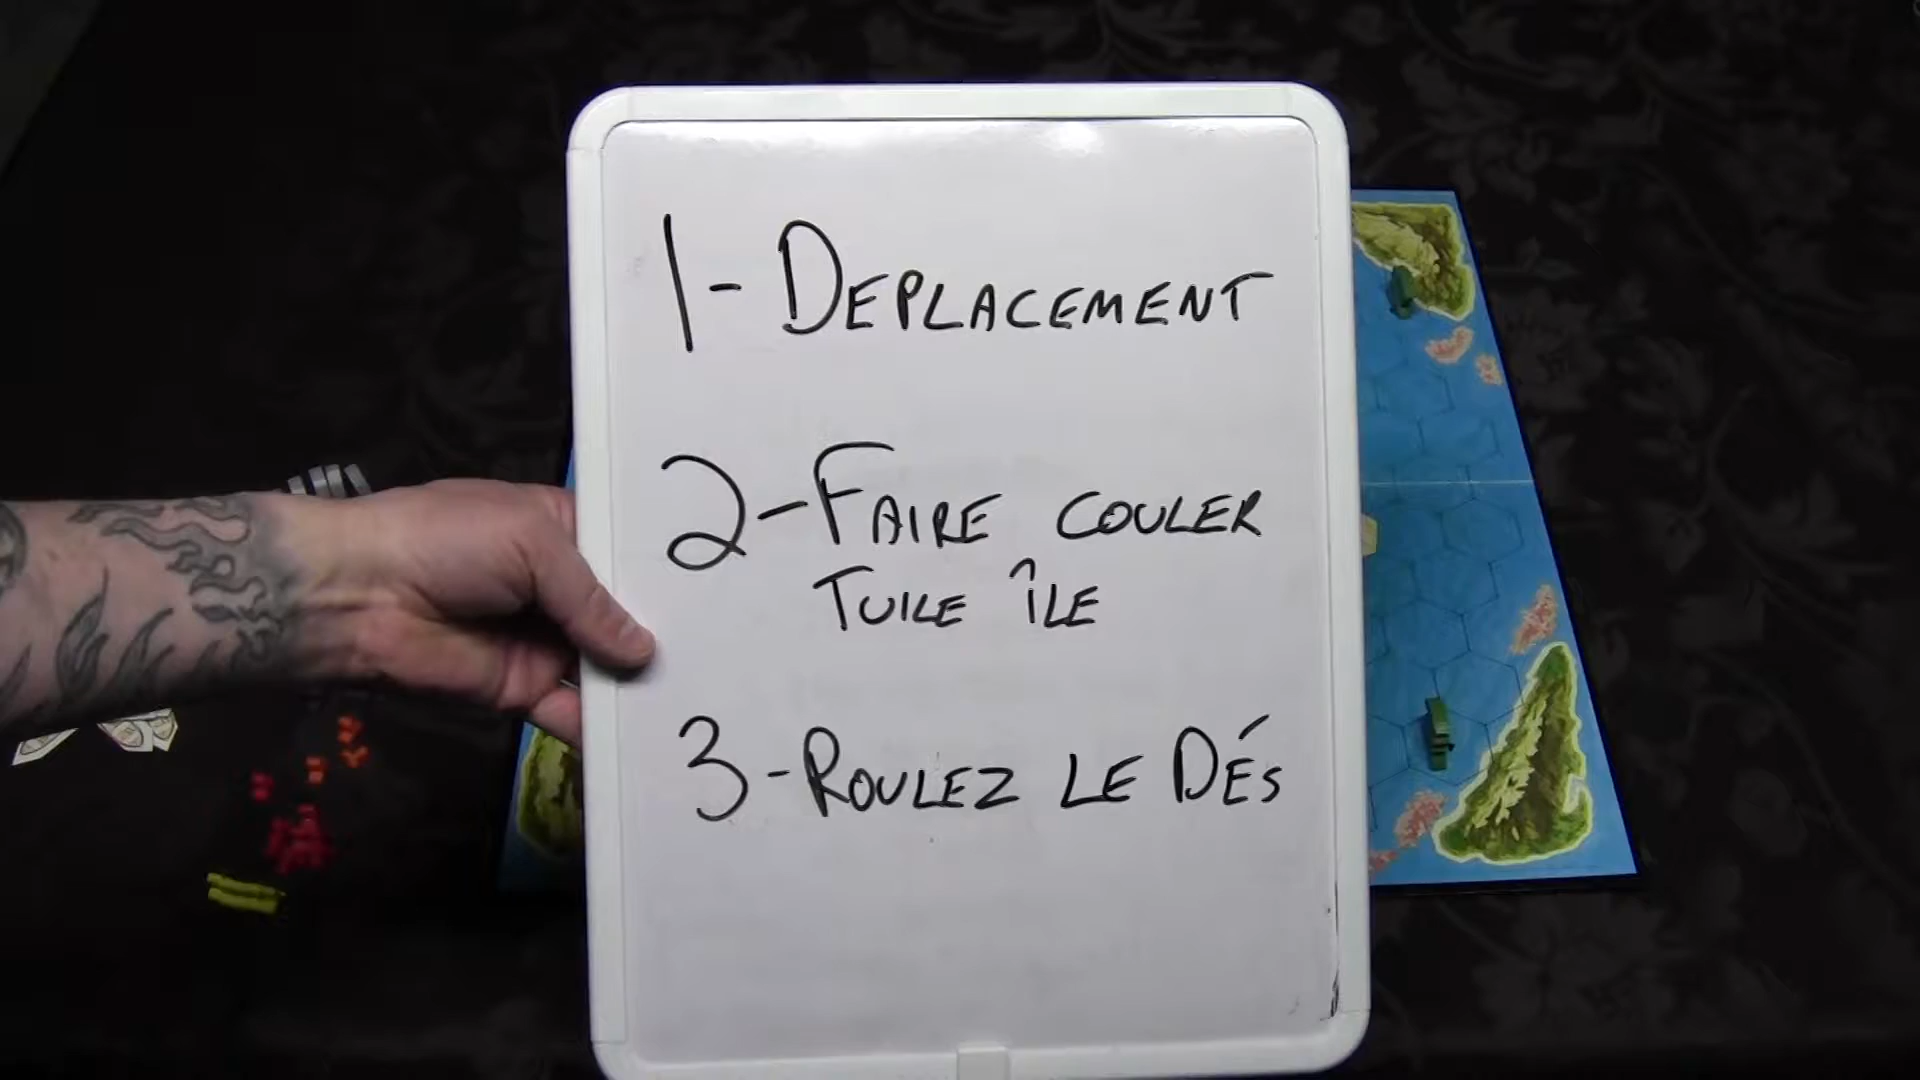 1- DEPLACEMENT
2- FAIRE COULER
TUILE ÎLE
3- ROULEZ LE DÉS